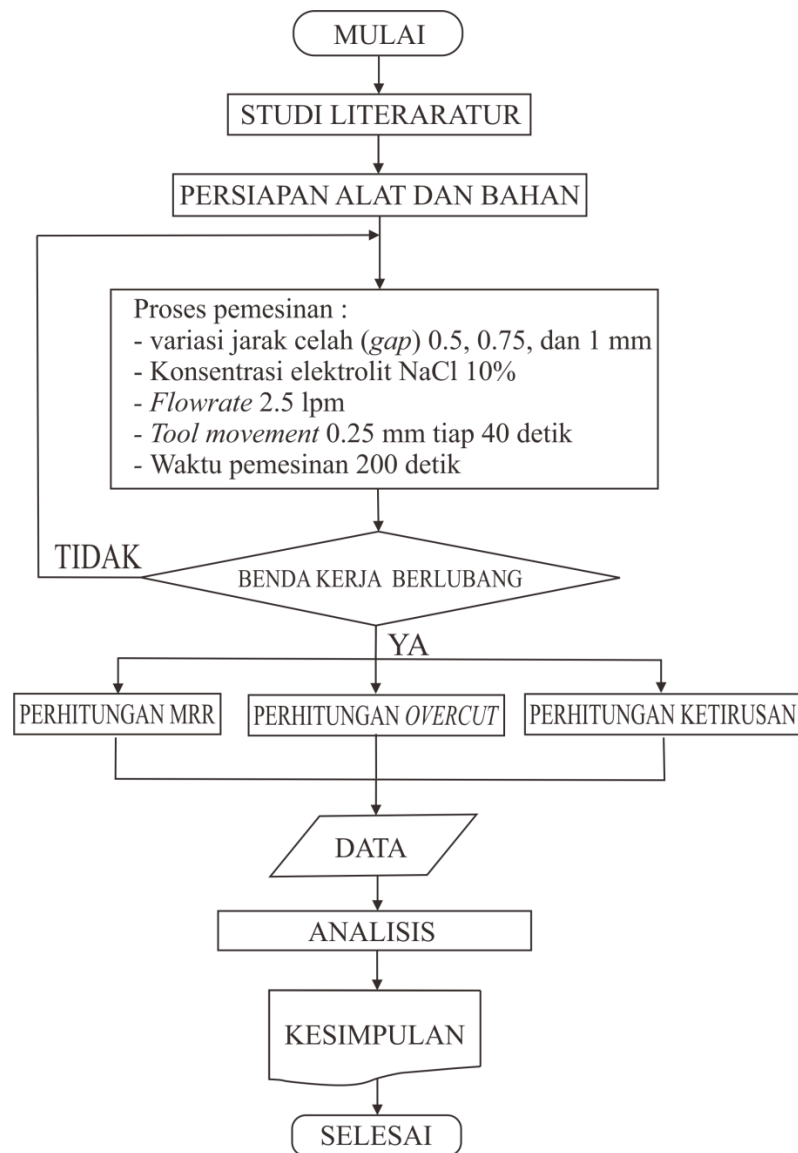 MULAI
STUDI LITERARATUR
PERSIAPAN ALAT DAN BAHAN
Proses pemesinan :
- variasi jarak celah (gap) 0.5, 0.75, dan 1 mm
- Konsentrasi elektrolit NaCl 10%
- Flowrate 2.5 lpm
- Tool movement 0.25 mm tiap 40 detik
- Waktu pemesinan 200 detik
TIDAK
BENDA KERJA BERLUBANG
YA
PERHITUNGAN MRR
PERHITUNGAN OVERCUT
PERHITUNGAN KETIRUSAN
DATA
ANALISIS
KESIMPULAN
SELESAI